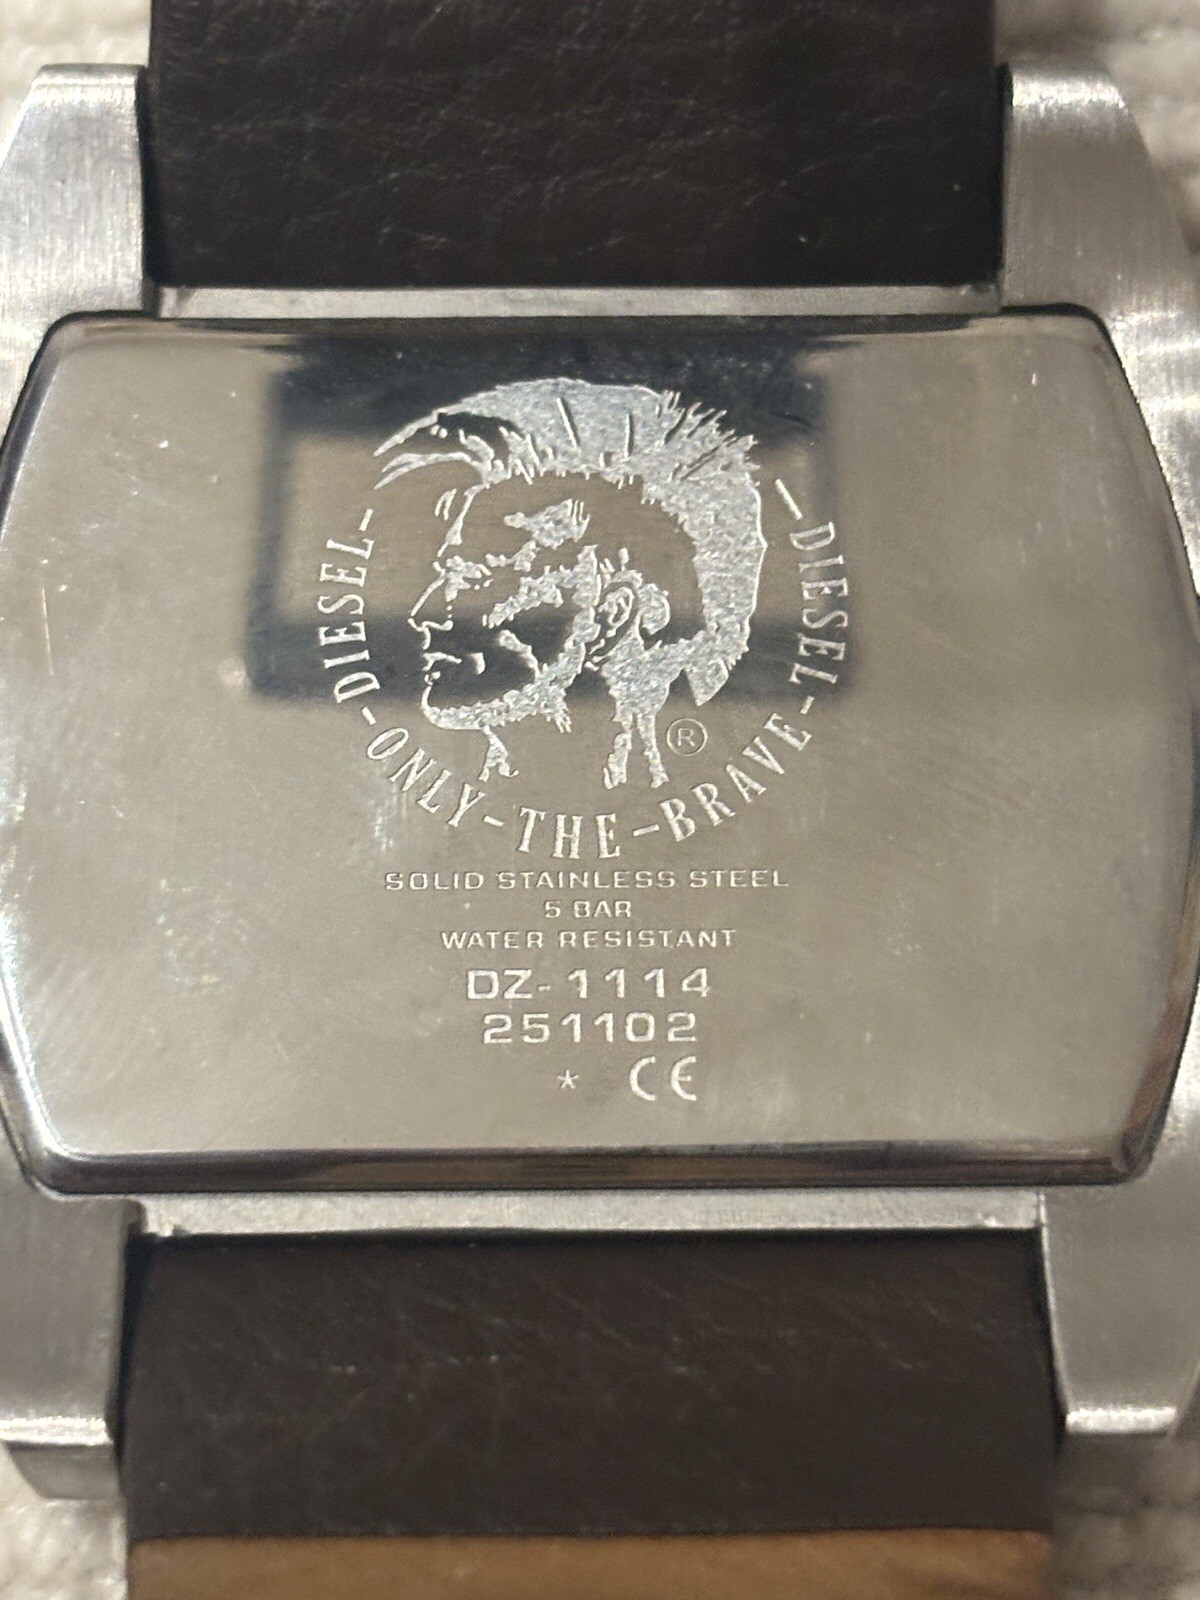 -DIESEL-ONLY-THE-BRAVE-DIESEL-
®
SOLID STAINLESS STEEL
5 BAR
WATER RESISTANT
DZ-1114
251102
* CE